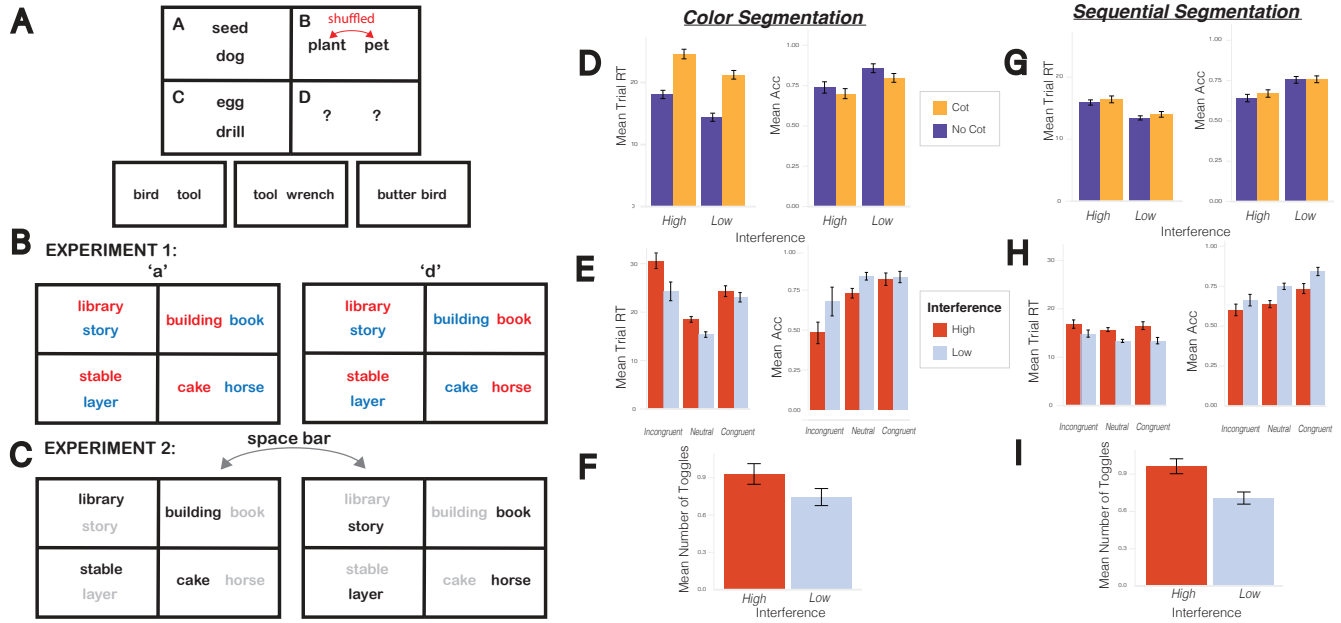 A
A
seed
dog
B
shuffled
plant pet
C
egg
drill
D
? ?
bird tool
tool wrench
butter bird
B
EXPERIMENT 1:
'a'
library
story
building book
stable
layer
cake horse
'd'
library
story
building book
stable
layer
cake horse
C
EXPERIMENT 2:
space bar
library
story
building book
stable
layer
cake horse
library
story
building book
stable
layer
cake horse
Color Segmentation
D
Mean Trial RT
20
10
High Low
Mean Acc
1.00
0.75
0.50
0.25
0.00
High Low
Interference
Cot
No Cot
E
Mean Trial RT
30
20
10
0
Incongruent Neutral Congruent
Mean Acc
1.00
0.75
0.50
0.25
0.00
Incongruent Neutral Congruent
Interference
High
Low
F
Mean Number of Toggles
0.9
0.6
0.3
0.0
High Low
Interference
Sequential Segmentation
G
Mean Trial RT
20
10
0
High Low
Mean Acc
1.00
0.75
0.50
0.25
0.00
High Low
Interference
H
Mean Trial RT
30
20
10
0
Incongruent Neutral Congruent
Mean Acc
1.00
0.75
0.50
0.25
0.00
Incongruent Neutral Congruent
I
Mean Number of Toggles
0.9
0.6
0.3
0.0
High Low
Interference